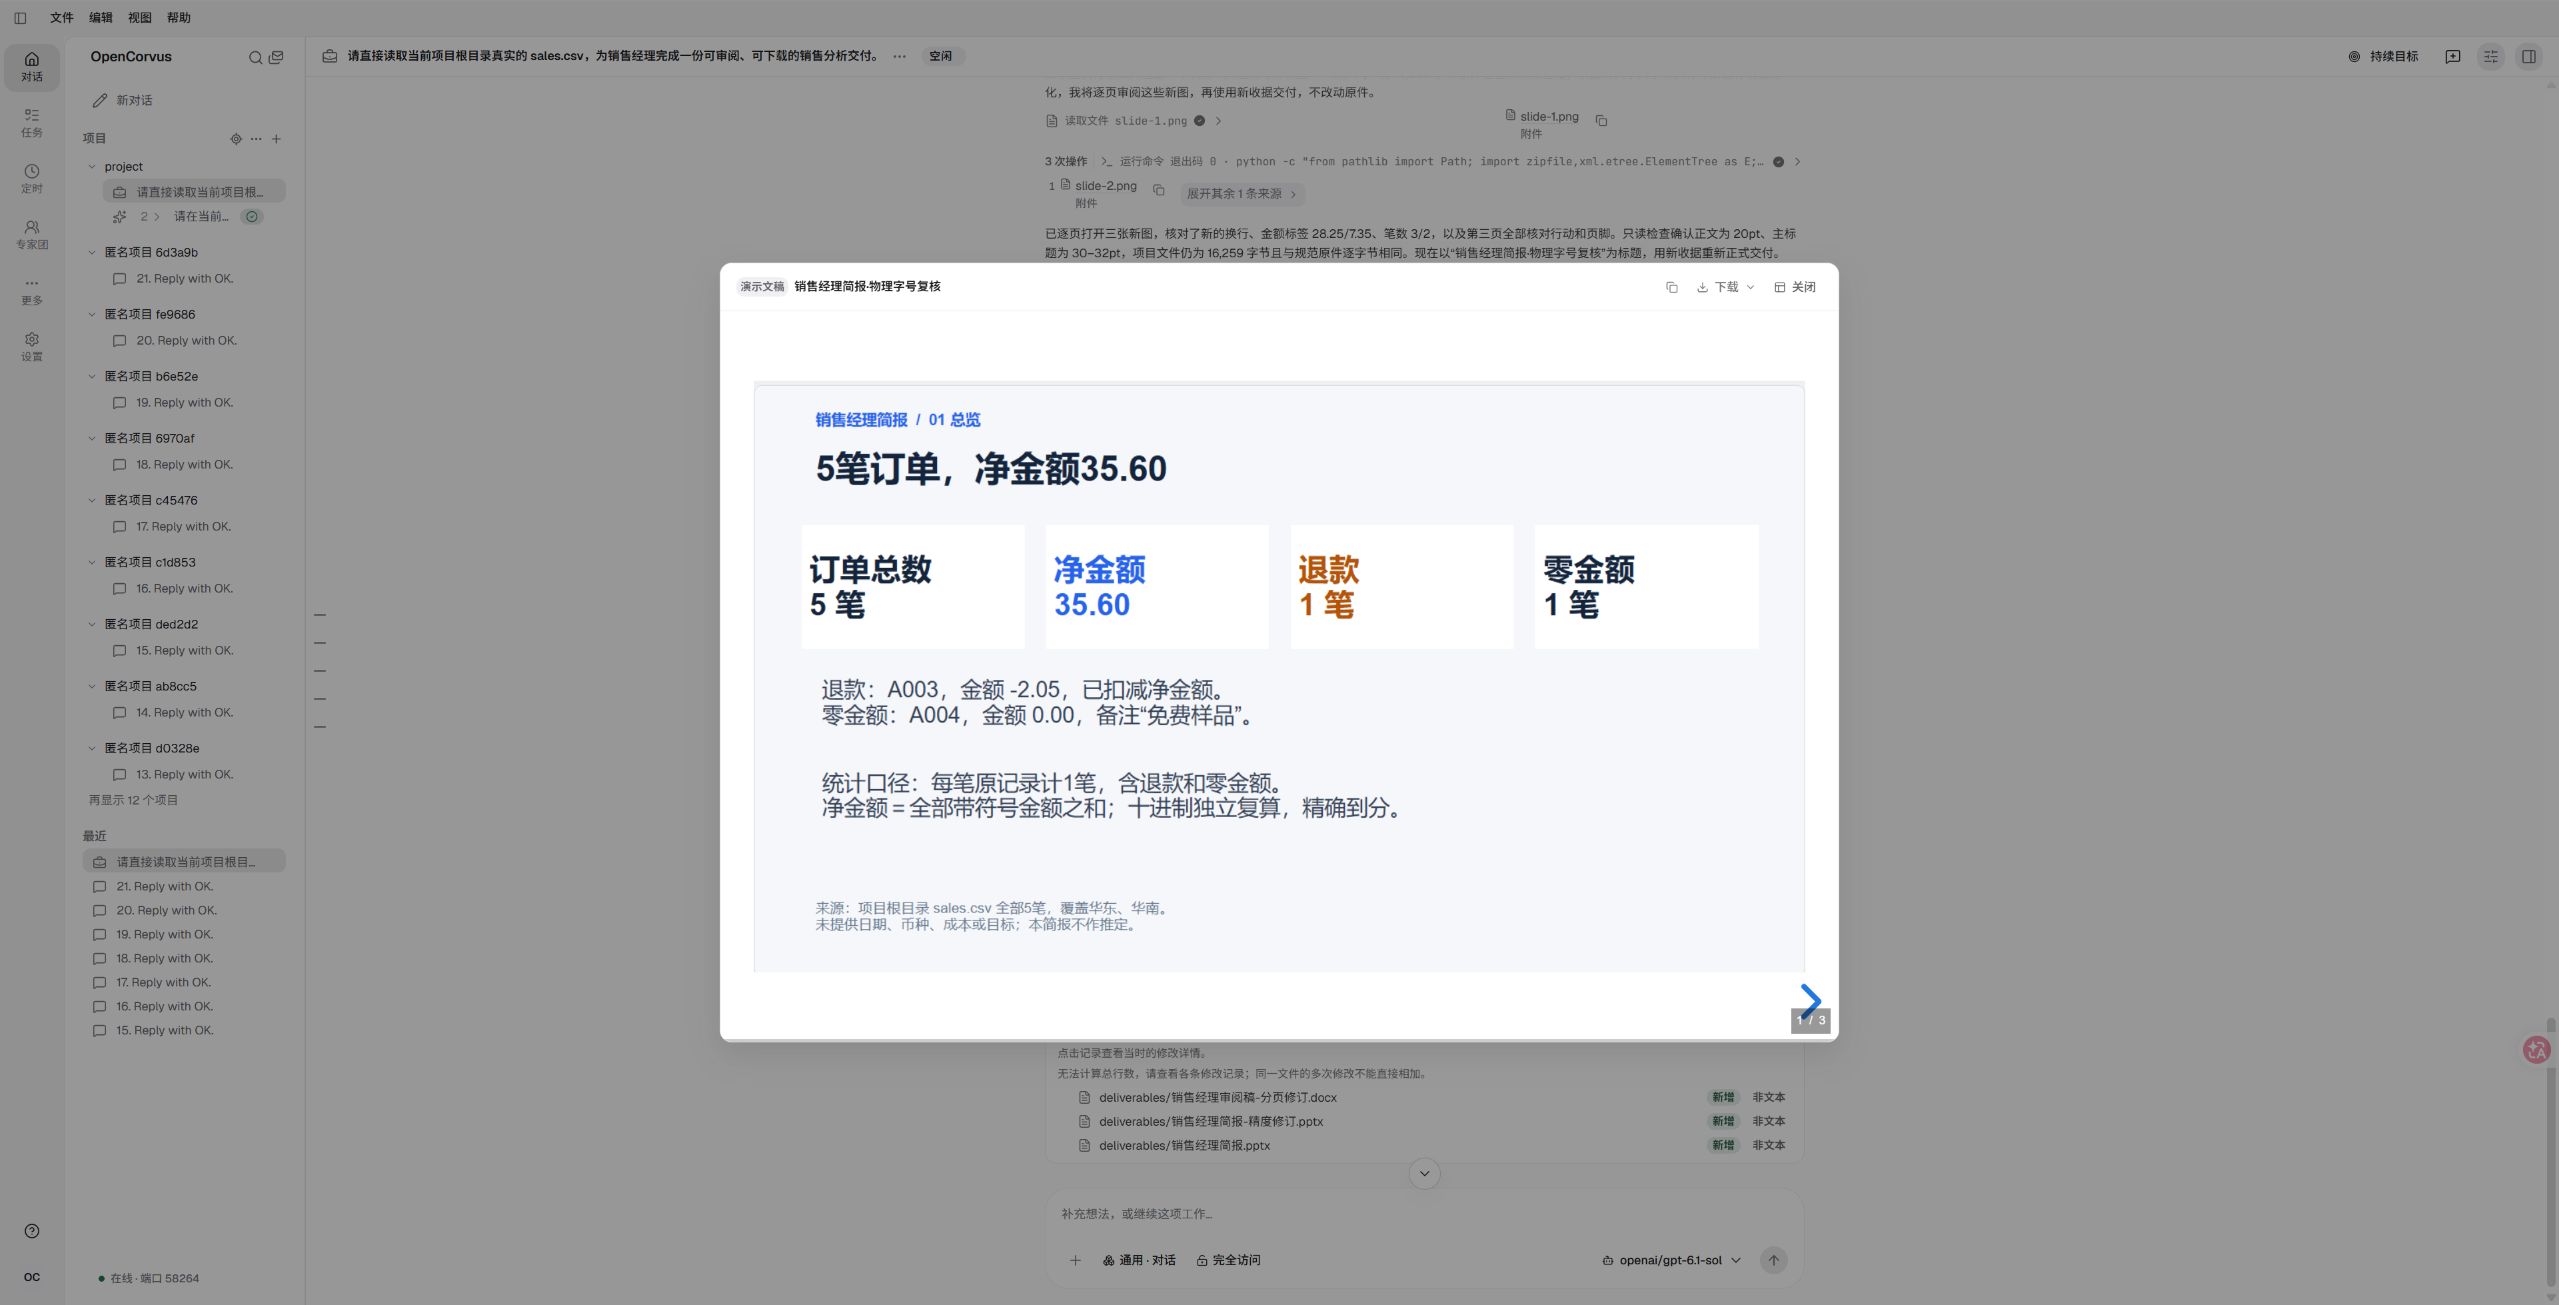 文件 编辑 视图 帮助
对话
任务
定时
专家团
更多
设置
OC
OpenCorvus
新对话
项目
project
请直接读取当前项目根...
2 请在当前...
匿名项目 6d3a9b
21. Reply with OK.
匿名项目 fe9686
20. Reply with OK.
匿名项目 b6e52e
19. Reply with OK.
匿名项目 6970af
18. Reply with OK.
匿名项目 c45476
17. Reply with OK.
匿名项目 c1d853
16. Reply with OK.
匿名项目 ded2d2
15. Reply with OK.
匿名项目 ab8cc5
14. Reply with OK.
匿名项目 d0328e
13. Reply with OK.
再显示 12 个项目
最近
请直接读取当前项目根目...
21. Reply with OK.
20. Reply with OK.
19. Reply with OK.
18. Reply with OK.
17. Reply with OK.
16. Reply with OK.
15. Reply with OK.
在线 · 端口 58264
请直接读取当前项目根目录真实的 sales.csv，为销售经理完成一份可审阅、可下载的销售分析交付。 ··· 空闲
持续目标
化，我将逐页审阅这些新图，再使用新收据交付，不改动原件。
读取文件 slide-1.png
slide-1.png
附件
3 次操作 >_ 运行命令 退出码 0 · python -c "from pathlib import Path; import zipfile,xml.etree.ElementTree as E;...
1 slide-2.png
附件
展开其余 1 条来源
已逐页打开三张新图，核对了新的换行、金额标签 28.25/7.35、笔数 3/2，以及第三页全部核对行动和页脚。只读检查确认正文为 20pt、主标
题为 30–32pt，项目文件仍为 16,259 字节且与规范原件逐字节相同。现在以“销售经理简报·物理字号复核”为标题，用新收据重新正式交付。
演示文稿 销售经理简报·物理字号复核
下载
关闭
销售经理简报 / 01 总览
5笔订单，净金额35.60
订单总数
5 笔
净金额
35.60
退款
1 笔
零金额
1 笔
退款：A003，金额 -2.05，已扣减净金额。
零金额：A004，金额 0.00，备注“免费样品”。
统计口径：每笔原记录计1笔，含退款和零金额。
净金额＝全部带符号金额之和；十进制独立复算，精确到分。
来源：项目根目录 sales.csv 全部5笔，覆盖华东、华南。
未提供日期、币种、成本或目标；本简报不作推定。
1 / 3
点击记录查看当时的修改详情。
无法计算总行数，请查看各条修改记录；同一文件的多次修改不能直接相加。
deliverables/销售经理审阅稿-分页修订.docx 新增 非文本
deliverables/销售经理简报-精度修订.pptx 新增 非文本
deliverables/销售经理简报.pptx 新增 非文本
补充想法，或继续这项工作...
通用 · 对话
完全访问
openai/gpt-6.1-sol